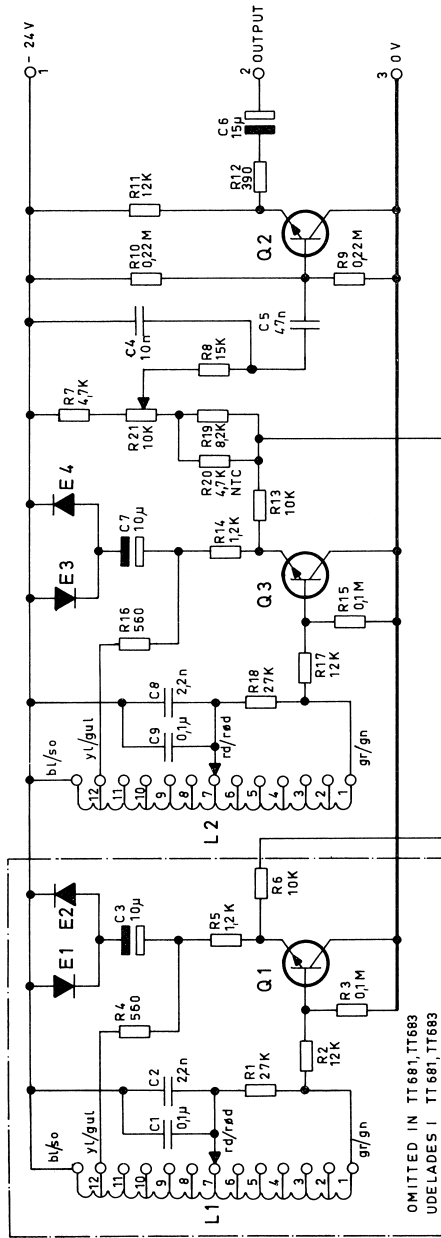 - 24V
1
OUTPUT
2
0 V
3
C6
15µ
R12
390
R11
12K
R10
0,22M
R9
0,22M
Q2
C4
10n
C5
47n
R8
15K
R7
4,7K
R21
10K
R19
8,2K
R20
4,7K
NTC
R13
10K
E4
E3
C7
10µ
R14
1,2K
R16
560
Q3
R15
0,1M
R17
12K
R18
27K
C8
2,2n
C9
0,1µ
bl/so
yl/gul
rd/rød
gr/gn
12
11
10
9
8
7
6
5
4
3
2
1
L2
R6
10K
E2
E1
C3
10µ
R5
1,2K
R4
560
Q1
R3
0,1M
R2
12K
R1
27K
C2
2,2n
C1
0,1µ
bl/so
yl/gul
rd/rød
gr/gn
12
11
10
9
8
7
6
5
4
3
2
1
L1
OMITTED IN TT681,TT683
UDELADES I TT681,TT683